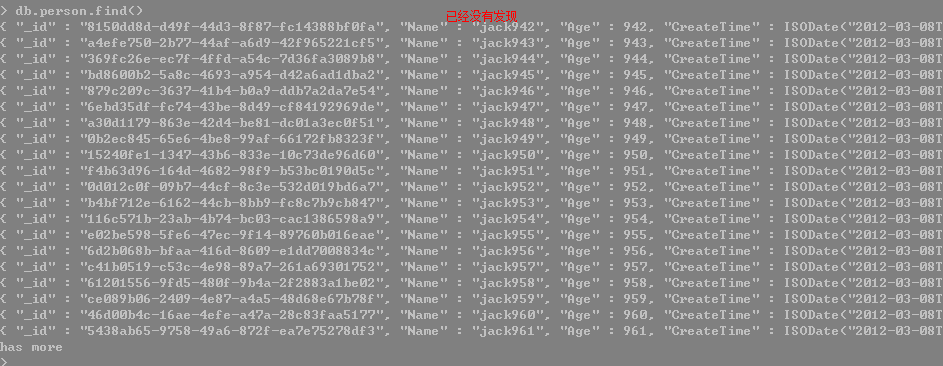 > db.person.find()
已经没有发现
{ "_id" : "8150dd8d-d49f-44d3-8f87-fc14388bf0fa", "Name" : "jack942", "Age" : 942, "CreateTime" : ISODate("2012-03-08T
{ "_id" : "a4efe750-2b77-44af-a6d9-42f965221cf5", "Name" : "jack943", "Age" : 943, "CreateTime" : ISODate("2012-03-08T
{ "_id" : "369fc26e-ec7f-4ffd-a54c-7d36fa3089b8", "Name" : "jack944", "Age" : 944, "CreateTime" : ISODate("2012-03-08T
{ "_id" : "bd8600b2-5a8c-4693-a954-d42a6ad1dba2", "Name" : "jack945", "Age" : 945, "CreateTime" : ISODate("2012-03-08T
{ "_id" : "879c209c-3637-41b4-b0a9-ddb7a2da7e54", "Name" : "jack946", "Age" : 946, "CreateTime" : ISODate("2012-03-08T
{ "_id" : "6ebd35df-fc74-43be-8d49-cf84192969de", "Name" : "jack947", "Age" : 947, "CreateTime" : ISODate("2012-03-08T
{ "_id" : "a30d1179-863e-42d4-be81-dc01a3ec0f51", "Name" : "jack948", "Age" : 948, "CreateTime" : ISODate("2012-03-08T
{ "_id" : "0b2ec845-65e6-4be8-99af-66172fb8323f", "Name" : "jack949", "Age" : 949, "CreateTime" : ISODate("2012-03-08T
{ "_id" : "15240fe1-1347-43b6-833e-10c73de96d60", "Name" : "jack950", "Age" : 950, "CreateTime" : ISODate("2012-03-08T
{ "_id" : "f4b63d96-164d-4682-98f9-b53bc0190d5c", "Name" : "jack951", "Age" : 951, "CreateTime" : ISODate("2012-03-08T
{ "_id" : "0d012c0f-09b7-44cf-8c3e-532d019bd6a7", "Name" : "jack952", "Age" : 952, "CreateTime" : ISODate("2012-03-08T
{ "_id" : "b4bf712e-6162-44cb-8bb9-fc8c7b9cb847", "Name" : "jack953", "Age" : 953, "CreateTime" : ISODate("2012-03-08T
{ "_id" : "116c571b-23ab-4b74-bc03-cac1386598a9", "Name" : "jack954", "Age" : 954, "CreateTime" : ISODate("2012-03-08T
{ "_id" : "e02be598-5fe6-47ec-9f14-89760b016eae", "Name" : "jack955", "Age" : 955, "CreateTime" : ISODate("2012-03-08T
{ "_id" : "6d2b068b-bfaa-416d-8609-e1dd7008834c", "Name" : "jack956", "Age" : 956, "CreateTime" : ISODate("2012-03-08T
{ "_id" : "c41b0519-c53c-4e98-89a7-261a69301752", "Name" : "jack957", "Age" : 957, "CreateTime" : ISODate("2012-03-08T
{ "_id" : "61201556-9fd5-480f-9b4a-2f2883a1be02", "Name" : "jack958", "Age" : 958, "CreateTime" : ISODate("2012-03-08T
{ "_id" : "ce089b06-2409-4e87-a4a5-48d68e67b78f", "Name" : "jack959", "Age" : 959, "CreateTime" : ISODate("2012-03-08T
{ "_id" : "46d00b4c-16ae-4efe-a47a-28c83faa5177", "Name" : "jack960", "Age" : 960, "CreateTime" : ISODate("2012-03-08T
{ "_id" : "5438ab65-9758-49a6-872f-ea7e75278df3", "Name" : "jack961", "Age" : 961, "CreateTime" : ISODate("2012-03-08T
has more
>